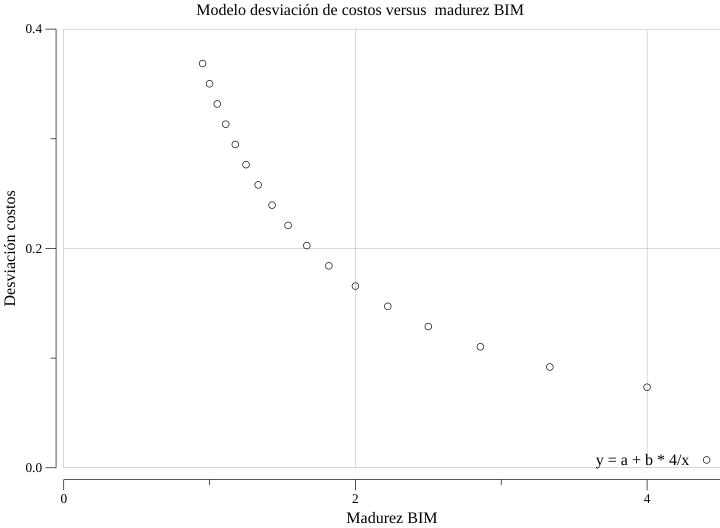 Modelo desviación de costos versus  madurez BIM
0.4
0.2
0.0
Desviación costos
y = a + b * 4/x
0
2
4
Madurez BIM